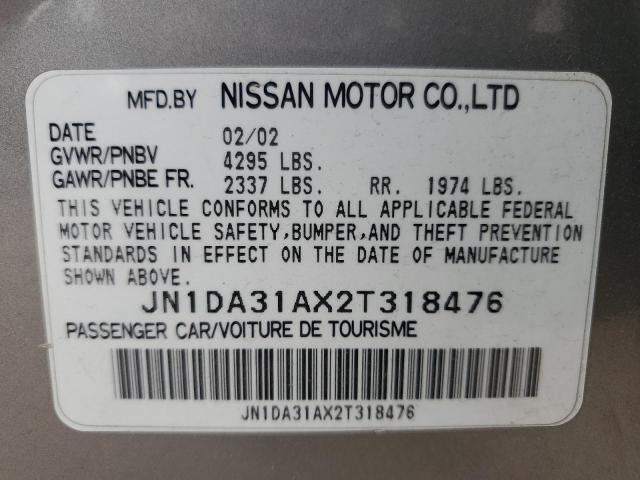 MFD.BY NISSAN MOTOR CO.,LTD
DATE 02/02
GVWR/PNBV 4295 LBS.
GAWR/PNBE FR. 2337 LBS. RR. 1974 LBS.
THIS VEHICLE CONFORMS TO ALL APPLICABLE FEDERAL
MOTOR VEHICLE SAFETY,BUMPER,AND THEFT PREVENTION
STANDARDS IN EFFECT ON THE DATE OF MANUFACTURE
SHOWN ABOVE.
JN1DA31AX2T318476
PASSENGER CAR/VOITURE DE TOURISME
JN1DA31AX2T318476